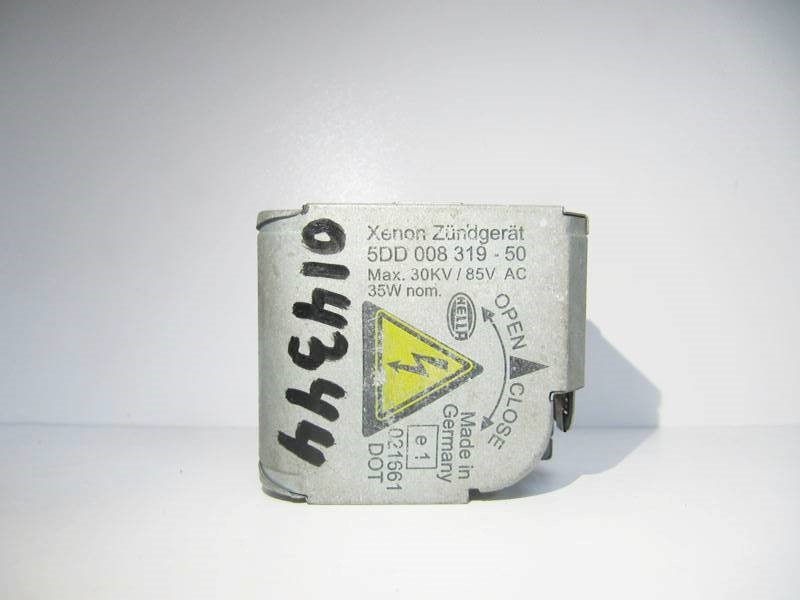 014344
Xenon Zündgerät
5DD 008 319 - 50
Max. 30KV / 85V AC
35W nom.
HELLA
OPEN
CLOSE
Made in
Germany
e 1
021661
DOT